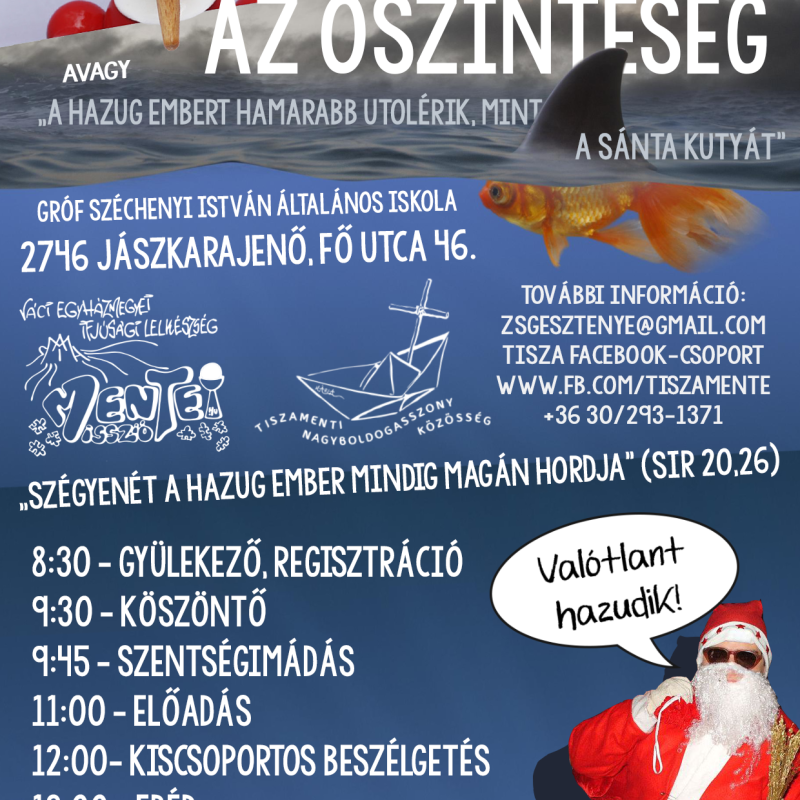 AZ ŐSZINTESÉG
AVAGY
„A HAZUG EMBERT HAMARABB UTOLÉRIK, MINT
A SÁNTA KUTYÁT"
GRÓF SZÉCHENYI ISTVÁN ÁLTALÁNOS ISKOLA
2746 JÁSZKARAJENŐ, FŐ UTCA 46.
VÁCI EGYHÁZMEGYEI
IFJÚSÁGI LELKÉSZSÉG
MENTE
MISSZIÓ
4U
TISZAMENTI
NAGYBOLDOGASSZONY
KÖZÖSSÉG
TOVÁBBI INFORMÁCIÓ:
ZSGESZTENYE@GMAIL.COM
TISZA FACEBOOK-CSOPORT
WWW.FB.COM/TISZAMENTE
+36 30/293-1371
„SZÉGYENÉT A HAZUG EMBER MINDIG MAGÁN HORDJA" (SIR 20,26)
8:30 - GYÜLEKEZŐ, REGISZTRÁCIÓ
9:30 - KÖSZÖNTŐ
9:45 - SZENTSÉGIMÁDÁS
11:00 - ELŐADÁS
12:00- KISCSOPORTOS BESZÉLGETÉS
Valótlant
hazudik!